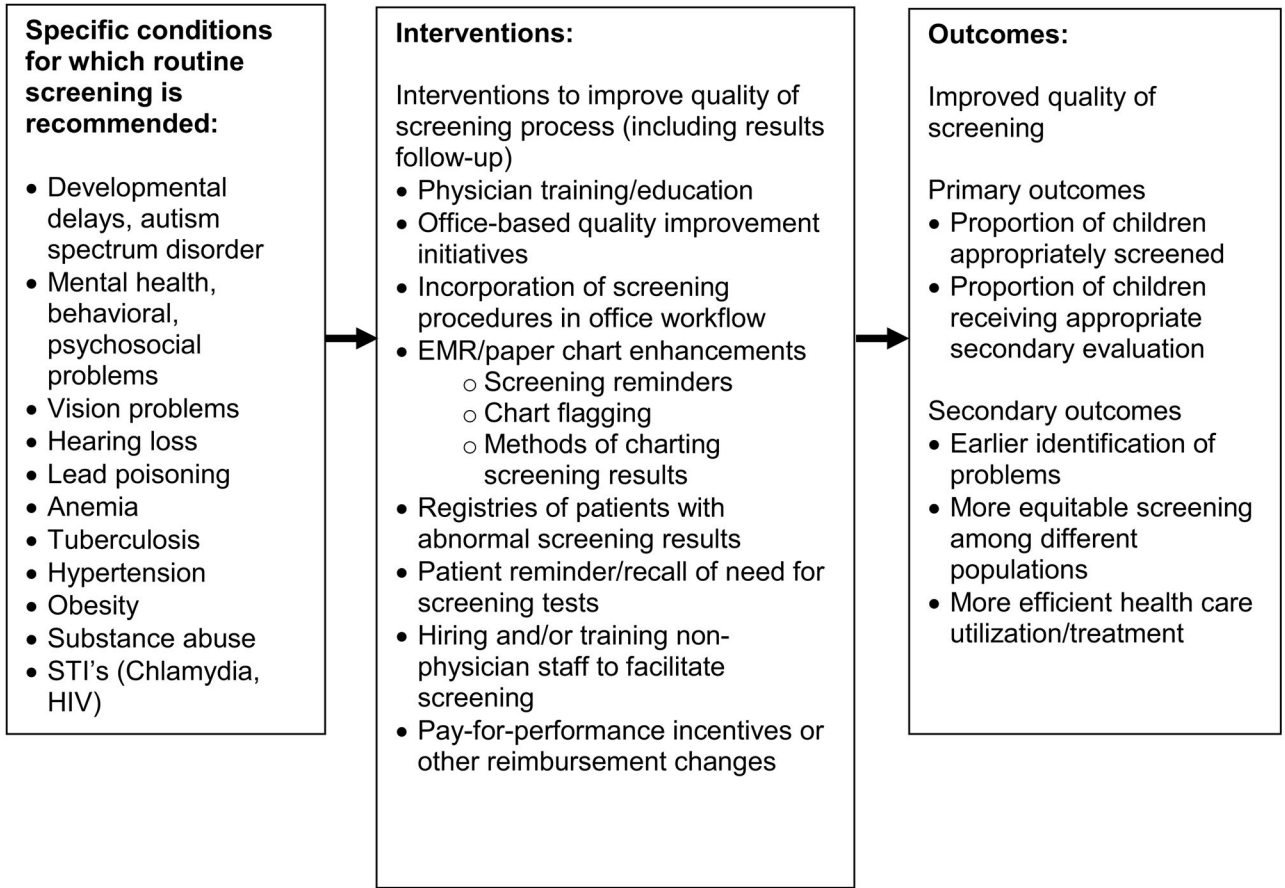 Specific conditions
for which routine
screening is
recommended:
• Developmental
delays, autism
spectrum disorder
• Mental health,
behavioral,
psychosocial
problems
• Vision problems
• Hearing loss
• Lead poisoning
• Anemia
• Tuberculosis
• Hypertension
• Obesity
• Substance abuse
• STI's (Chlamydia,
HIV)
Interventions:
Interventions to improve quality of
screening process (including results
follow-up)
• Physician training/education
• Office-based quality improvement
initiatives
• Incorporation of screening
procedures in office workflow
• EMR/paper chart enhancements
○ Screening reminders
○ Chart flagging
○ Methods of charting
screening results
• Registries of patients with
abnormal screening results
• Patient reminder/recall of need for
screening tests
• Hiring and/or training non-
physician staff to facilitate
screening
• Pay-for-performance incentives or
other reimbursement changes
Outcomes:
Improved quality of
screening
Primary outcomes
• Proportion of children
appropriately screened
• Proportion of children
receiving appropriate
secondary evaluation
Secondary outcomes
• Earlier identification of
problems
• More equitable screening
among different
populations
• More efficient health care
utilization/treatment